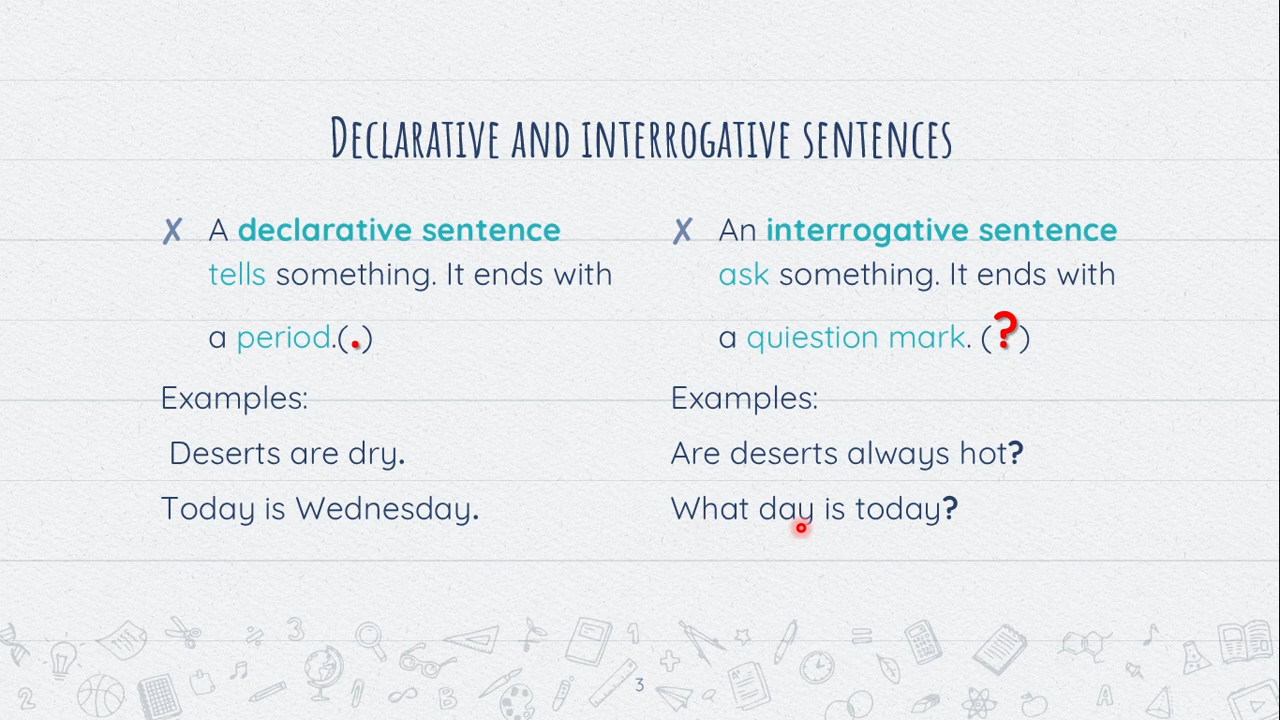 Declarative and interrogative sentences
✗ A declarative sentence
tells something. It ends with
a period.(.)
Examples:
Deserts are dry.
Today is Wednesday.
✗ An interrogative sentence
ask something. It ends with
a quiestion mark. (?)
Examples:
Are deserts always hot?
What day is today?
3